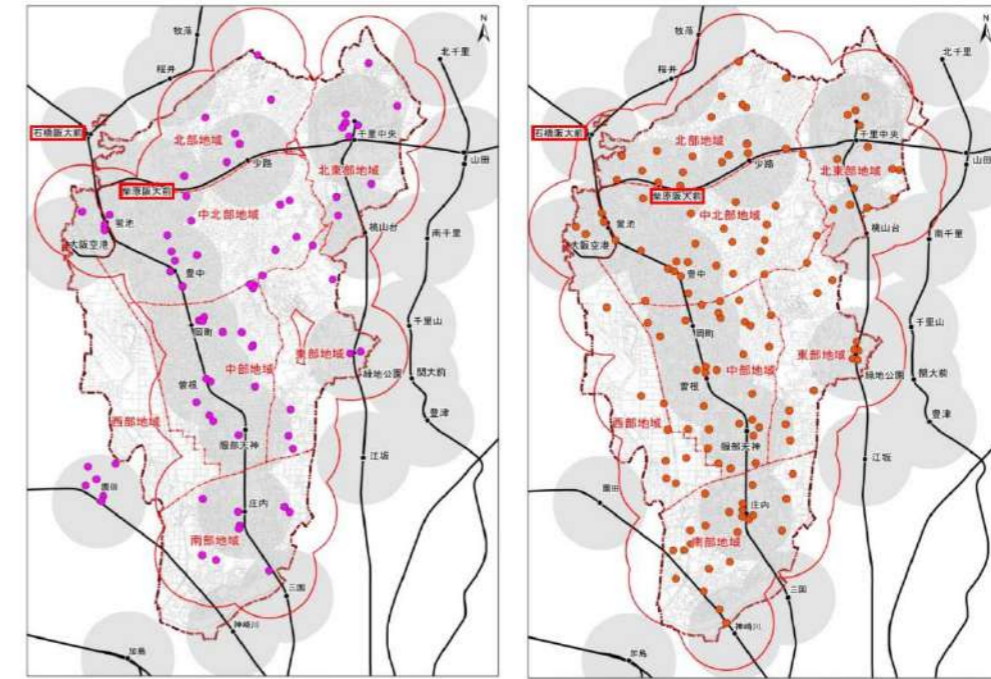 N
牧落
北千里
桜井
石橋阪大前
千里中央
北部地域
少路
山田
北東部地域
柴原阪大前
中北部地域
蛍池
桃山台
南千里
大阪空港
豊中
岡町
千里山
東部地域
中部地域
緑地公園
関大前
曽根
豊津
西部地域
服部天神
江坂
園田
庄内
南部地域
三国
神崎川
加島
N
牧落
北千里
桜井
石橋阪大前
千里中央
北部地域
少路
山田
北東部地域
柴原阪大前
中北部地域
蛍池
桃山台
南千里
大阪空港
豊中
岡町
千里山
東部地域
中部地域
緑地公園
関大前
曽根
豊津
西部地域
服部天神
江坂
園田
庄内
南部地域
三国
神崎川
加島